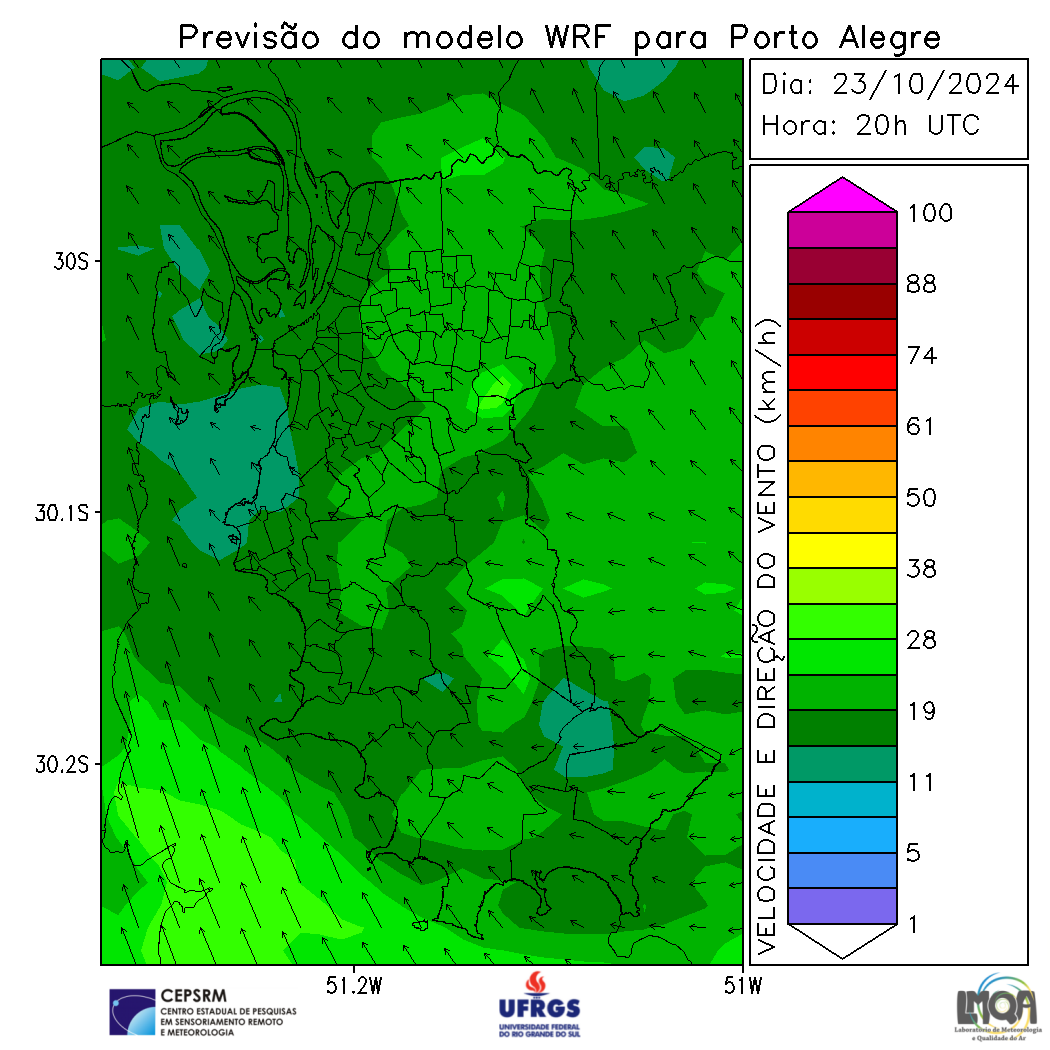 Previsão do modelo WRF para Porto Alegre
Dia: 23/10/2024
Hora: 20h UTC
30S
30.1S
30.2S
51.2W
51W
VELOCIDADE E DIREÇÃO DO VENTO (km/h)
100
88
74
61
50
38
28
19
11
5
1
CEPSRM
CENTRO ESTADUAL DE PESQUISAS
EM SENSORIAMENTO REMOTO
E METEOROLOGIA
UFRGS
UNIVERSIDADE FEDERAL
DO RIO GRANDE DO SUL
LMQA
Laboratório de Meteorologia
e Qualidade do Ar